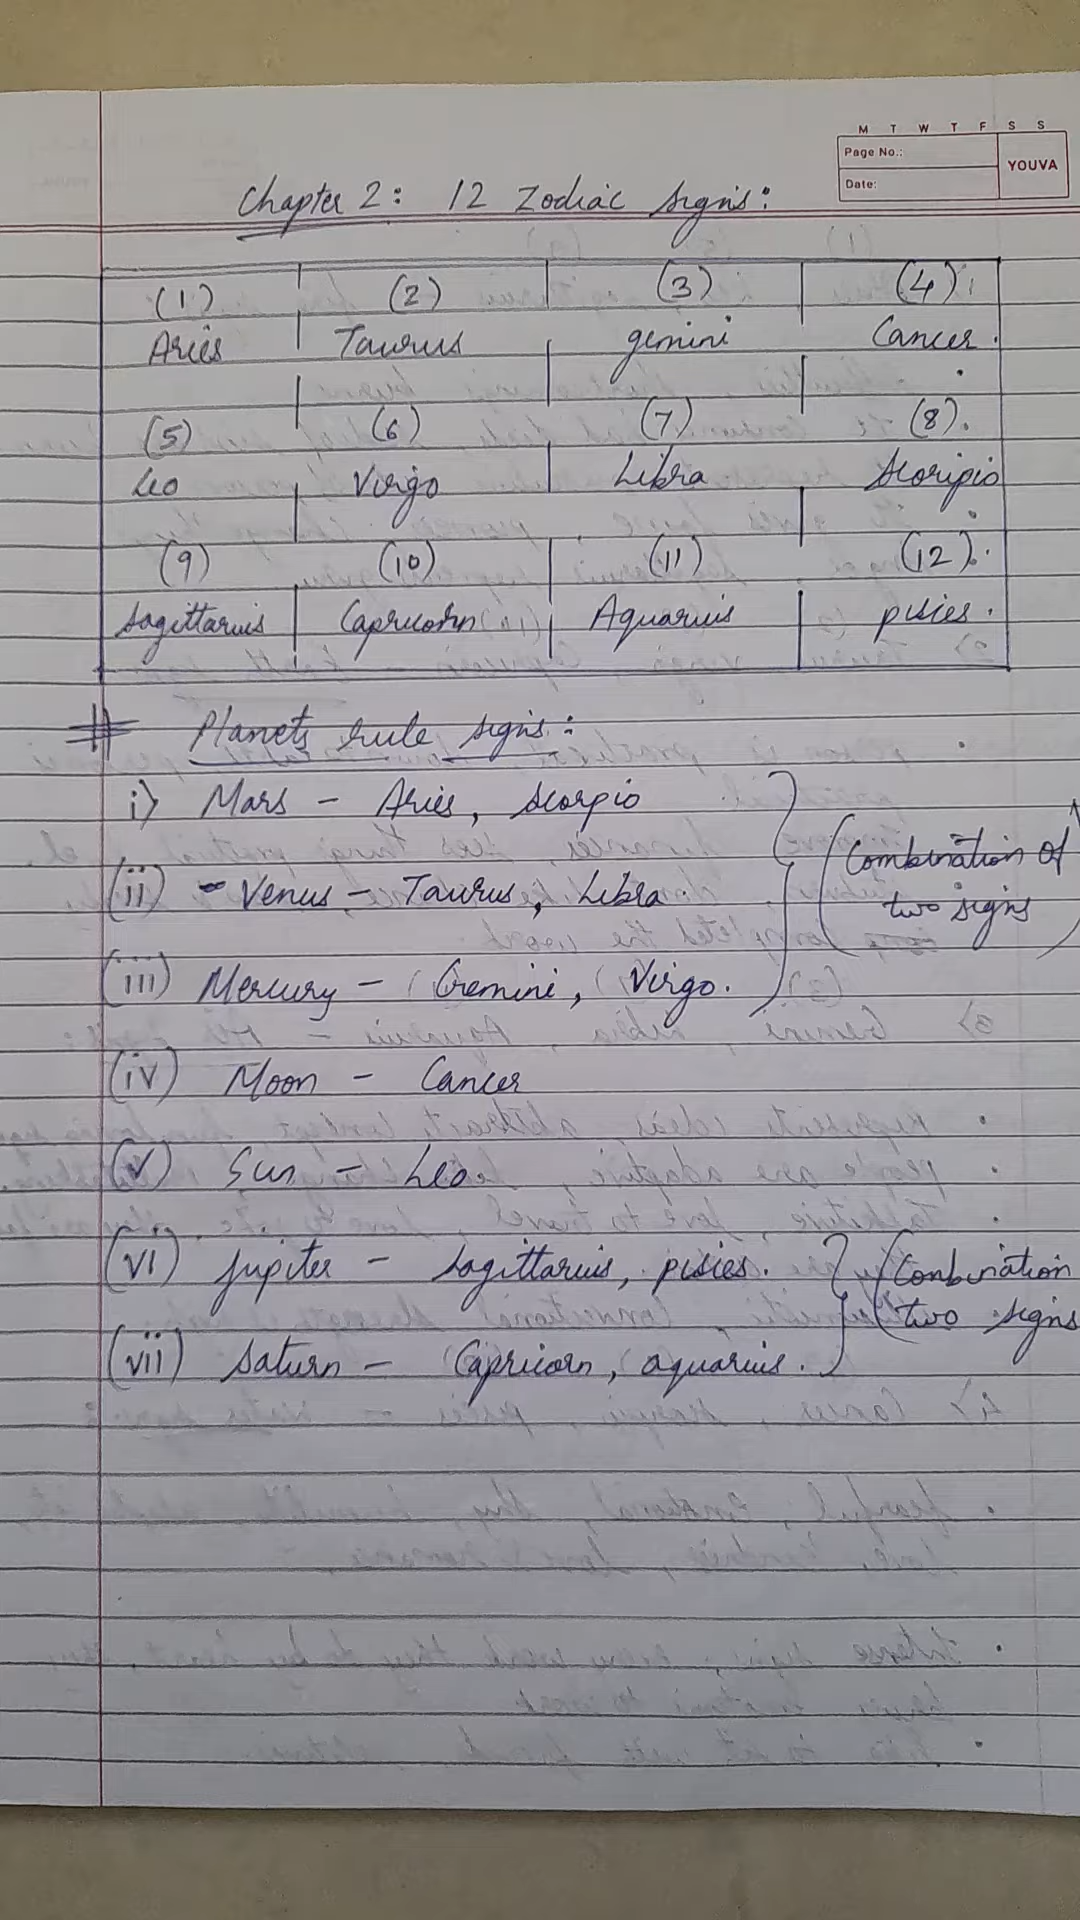 M T W T F S S
Page No.:
YOUVA
Date:
Chapter 2: 12 Zodiac signs:
(1) (2) (3) (4)
Aries Taurus gemini Cancer.
(5) (6) (7) (8).
Leo Virgo Libra Scoripio
(9) (10) (11) (12).
Sagittarius Capricorn Aquarius pisies.
# Planets rule signs:
i) Mars - Aries, Scorpio
(ii) - Venus - Taurus, Libra.
(Combination of
two signs)
(iii) Mercury - Gemini, Virgo.
(iv) Moon - Cancer
(v) Sun - Leo
(vi) Jupiter - Sagittarius, pisies.
(Combination
two signs
(vii) Saturn - Capricorn, aquarius.